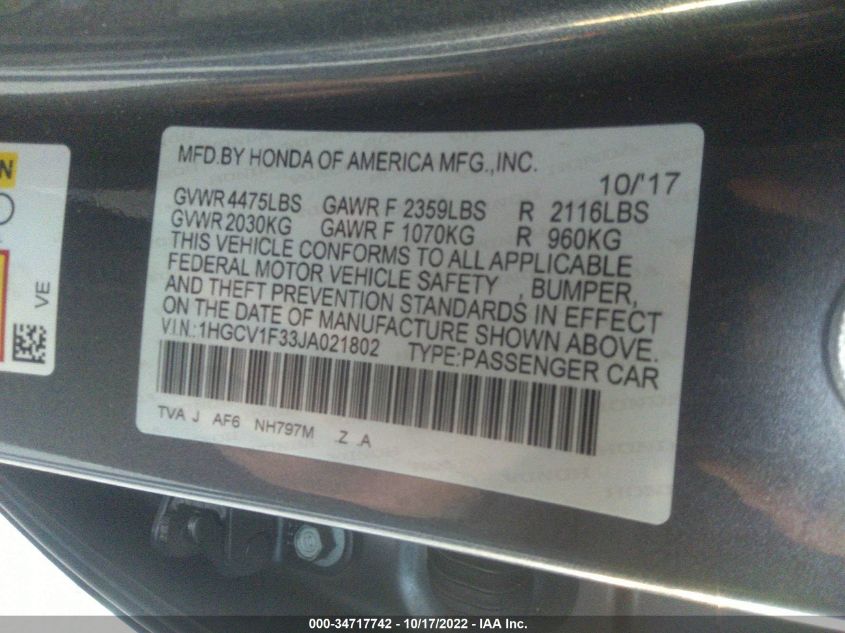 MFD.BY HONDA OF AMERICA MFG.,INC.
10/'17
GVWR 4475LBS GAWR F 2359LBS R 2116LBS
GVWR 2030KG GAWR F 1070KG R 960KG
THIS VEHICLE CONFORMS TO ALL APPLICABLE
FEDERAL MOTOR VEHICLE SAFETY , BUMPER,
AND THEFT PREVENTION STANDARDS IN EFFECT
ON THE DATE OF MANUFACTURE SHOWN ABOVE.
V.I.N.:1HGCV1F33JA021802 TYPE:PASSENGER CAR
TVA J AF6 NH797M .Z .A
VE
000-34717742 - 10/17/2022 - IAA Inc.